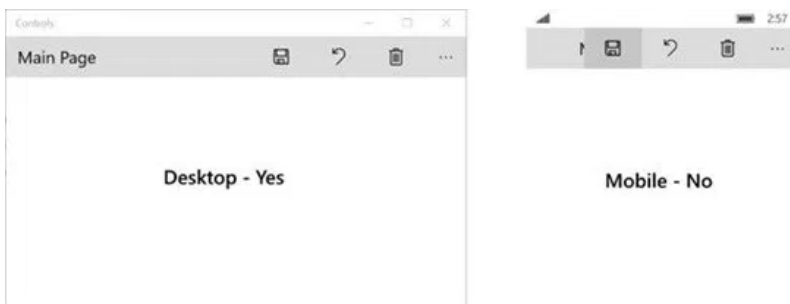 Controls
Main Page
...
Desktop - Yes
2:57
...
Mobile - No